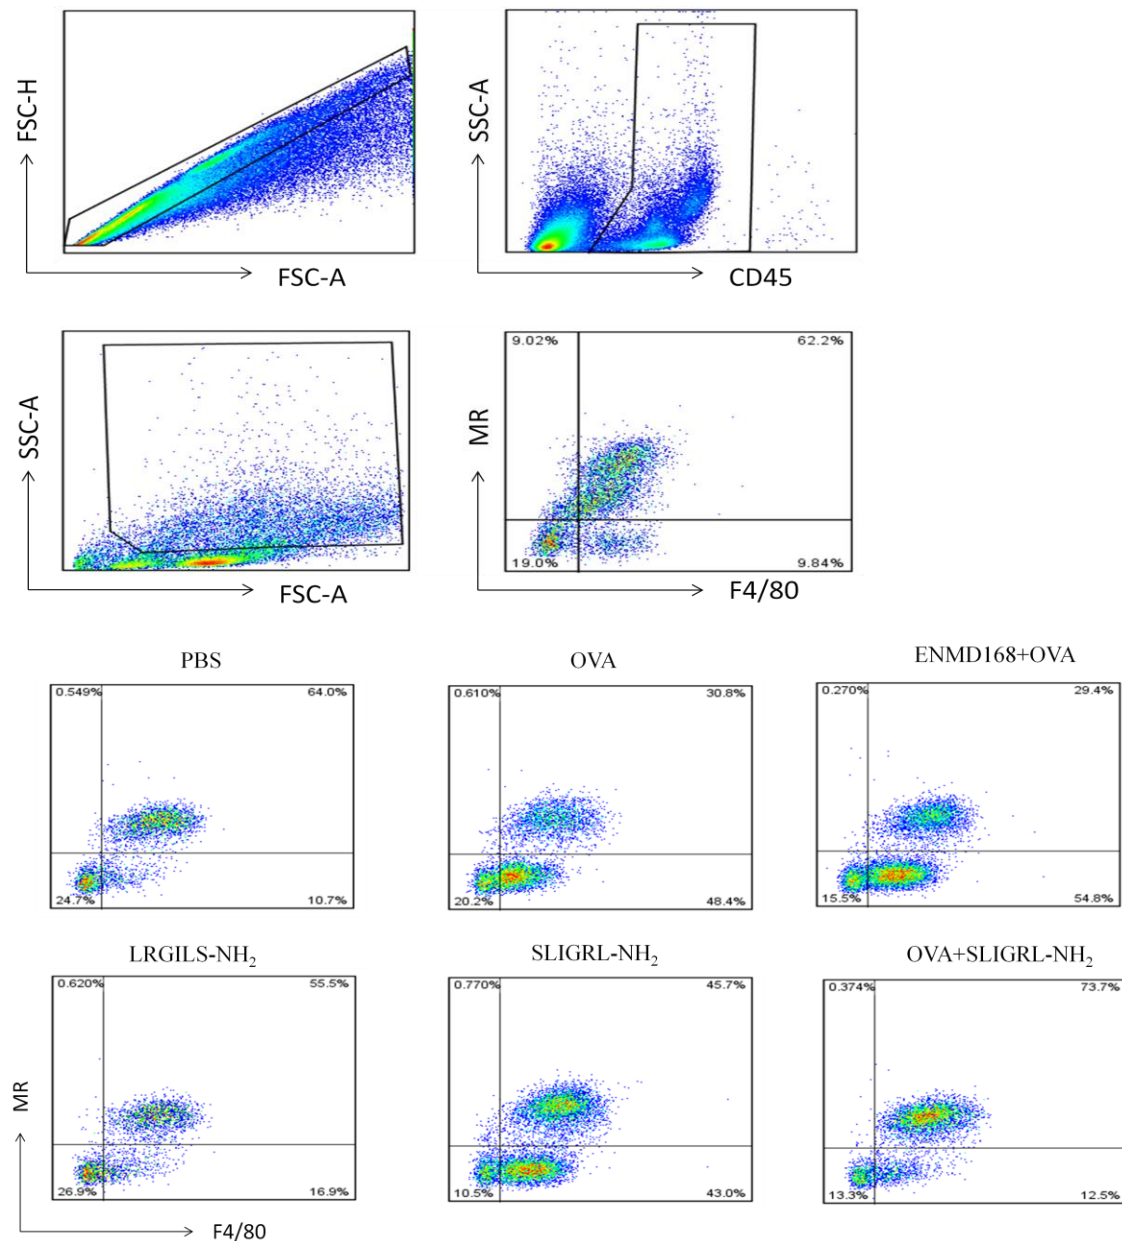 FSC-H
FSC-A
SSC-A
CD45
SSC-A
FSC-A
9.02% 62.2%
MR
19.0% 9.84%
F4/80
PBS OVA ENMD168+OVA
0.549% 64.0%
24.7% 10.7%
0.610% 30.8%
20.2% 48.4%
0.270% 29.4%
15.5% 54.8%
LRGILS-NH₂ SLIGRL-NH₂ OVA+SLIGRL-NH₂
0.620% 55.5%
26.9% 16.9%
0.770% 45.7%
10.5% 43.0%
0.374% 73.7%
13.3% 12.5%
MR
F4/80